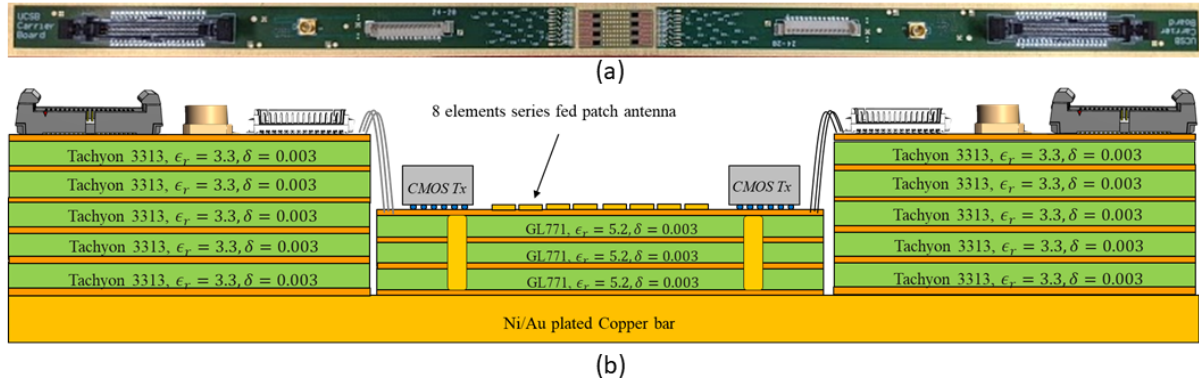 UCSB
Carrier
Board
Z4-20
Z4-20
UCSB
Carrier
Board
(a)
8 elements series fed patch antenna
CMOS Tx
CMOS Tx
Tachyon 3313, ϵr = 3.3, δ = 0.003
Tachyon 3313, ϵr = 3.3, δ = 0.003
Tachyon 3313, ϵr = 3.3, δ = 0.003
Tachyon 3313, ϵr = 3.3, δ = 0.003
Tachyon 3313, ϵr = 3.3, δ = 0.003
GL771, ϵr = 5.2, δ = 0.003
GL771, ϵr = 5.2, δ = 0.003
GL771, ϵr = 5.2, δ = 0.003
Tachyon 3313, ϵr = 3.3, δ = 0.003
Tachyon 3313, ϵr = 3.3, δ = 0.003
Tachyon 3313, ϵr = 3.3, δ = 0.003
Tachyon 3313, ϵr = 3.3, δ = 0.003
Tachyon 3313, ϵr = 3.3, δ = 0.003
Ni/Au plated Copper bar
(b)